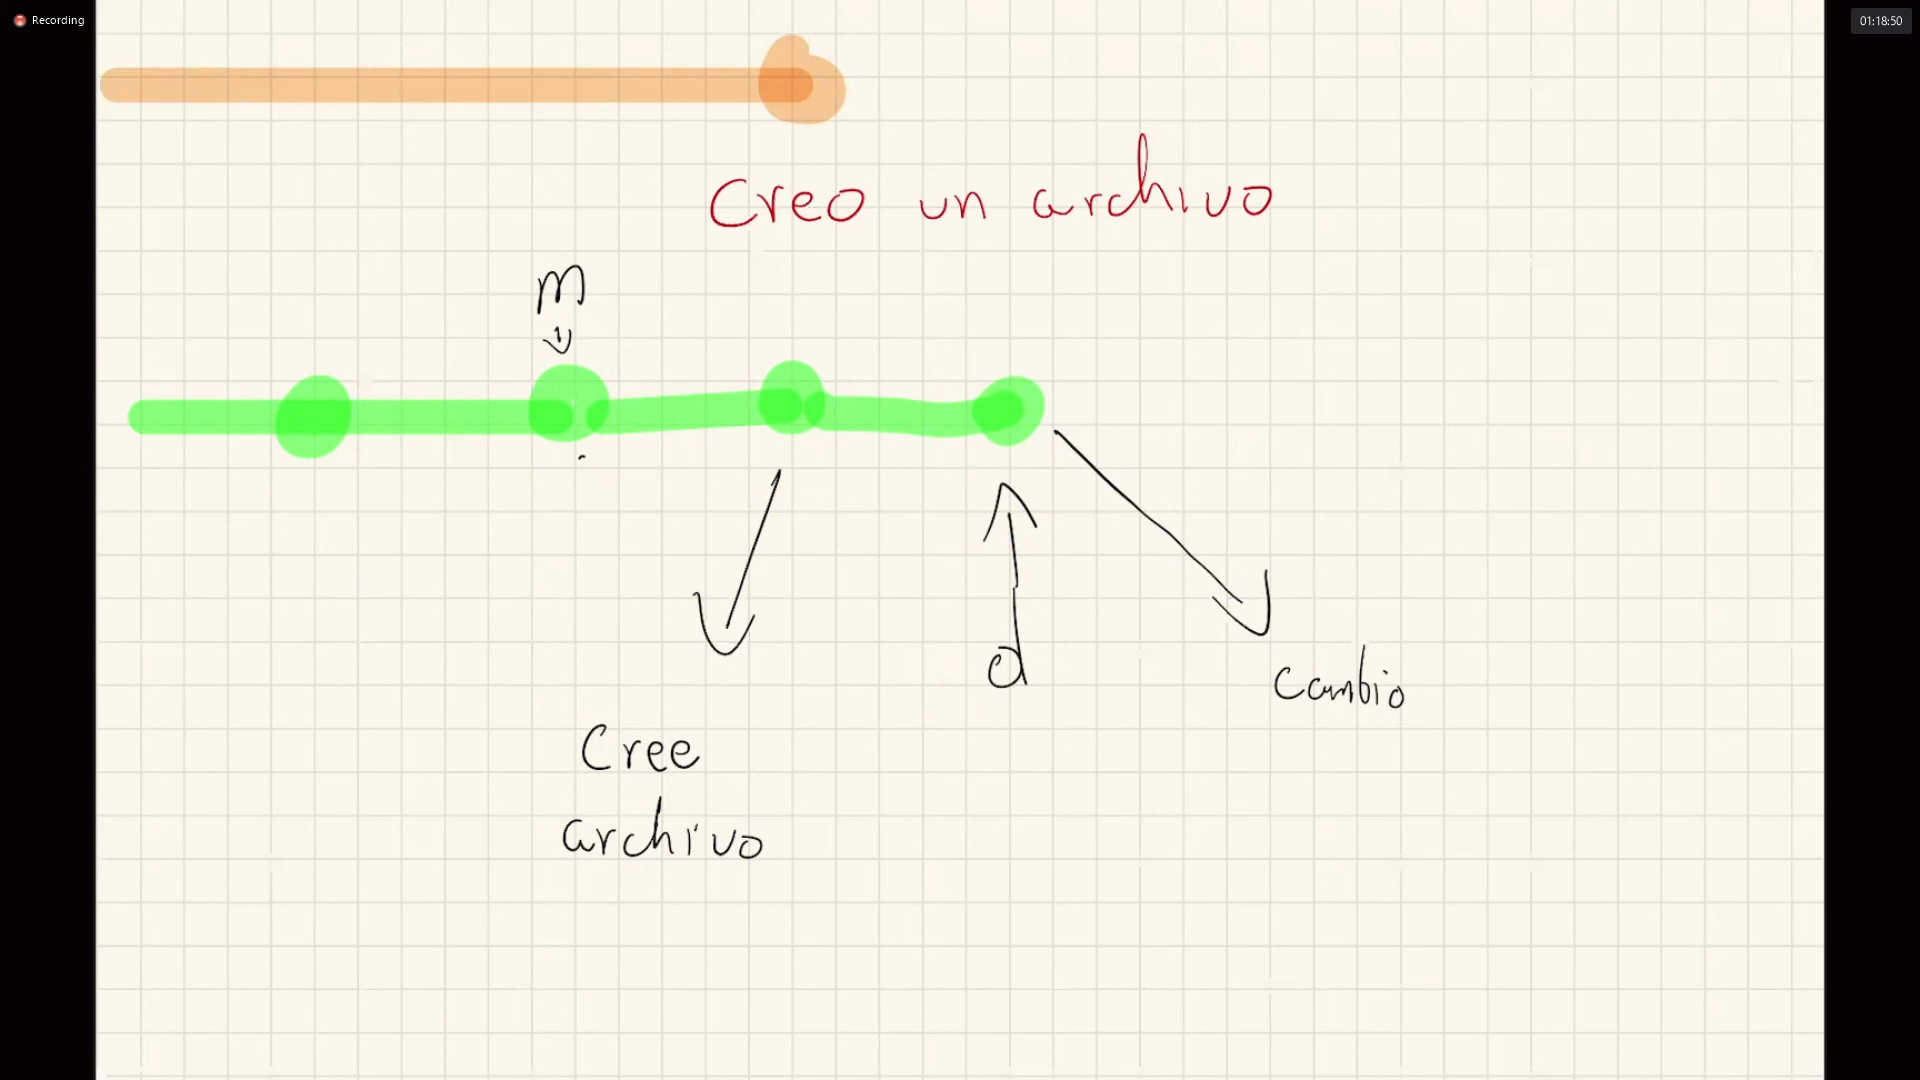 Recording
01:18:50
Creo un archivo
m
d
Cambio
Cree
archivo